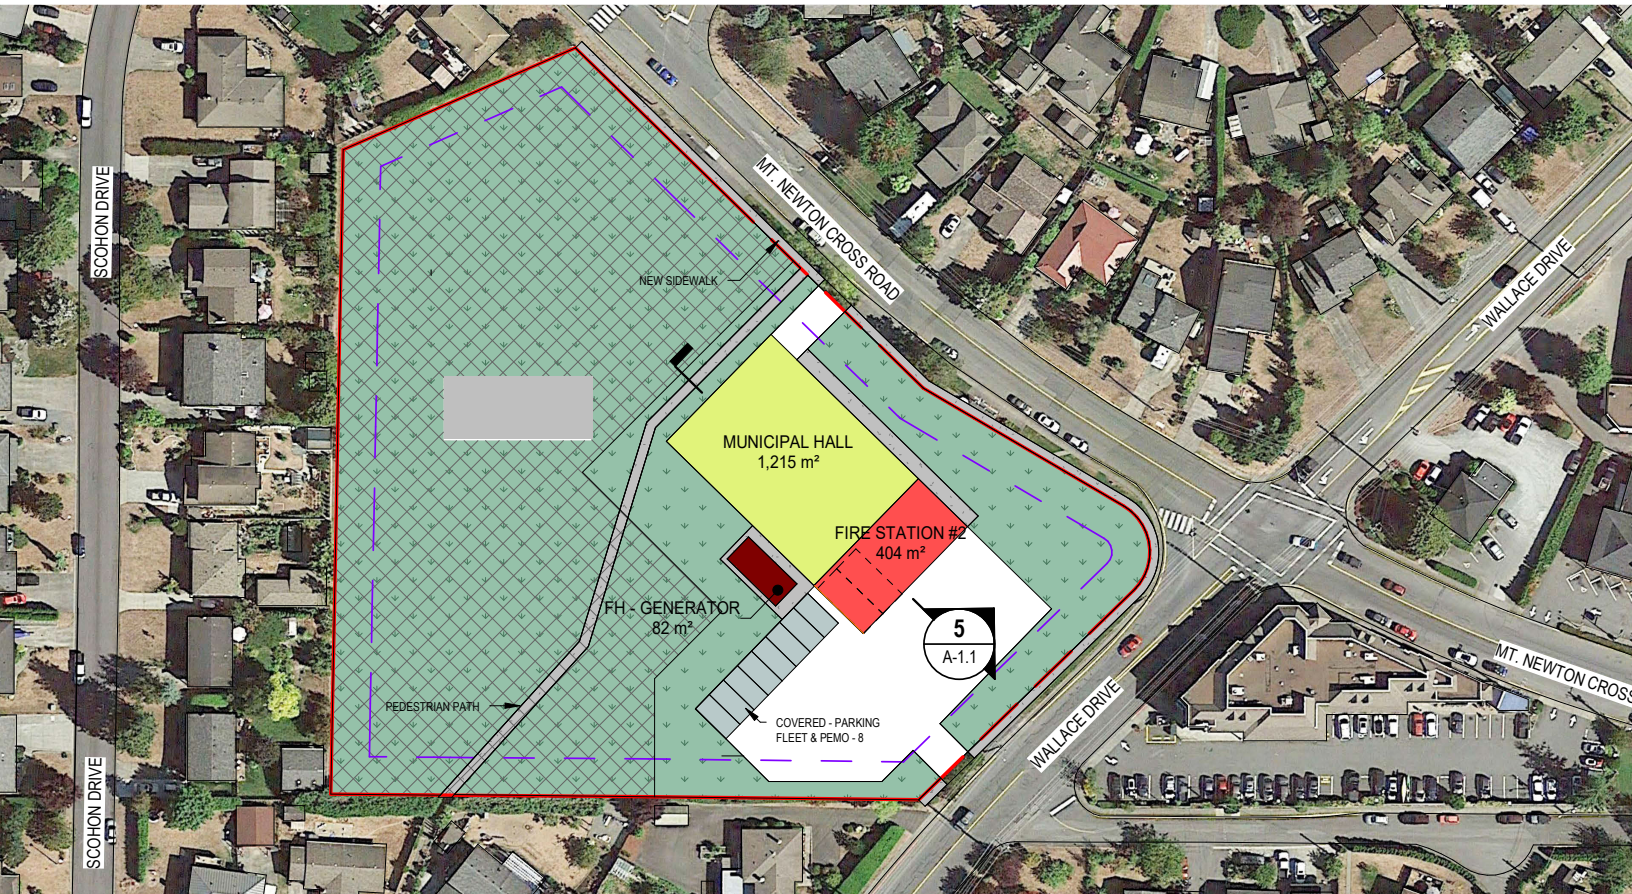 SCOHON DRIVE
MT. NEWTON CROSS ROAD
WALLACE DRIVE
NEW SIDEWALK
MUNICIPAL HALL
1,215 m²
FIRE STATION #2
404 m²
FH - GENERATOR
82 m²
5
A-1.1
PEDESTRIAN PATH
COVERED - PARKING
FLEET & PEMO - 8
WALLACE DRIVE
MT. NEWTON CROSS
SCOHON DRIVE